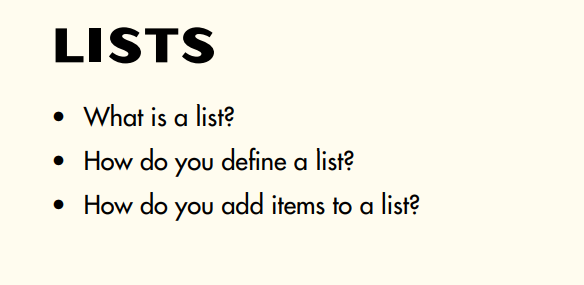 LISTS
• What is a list?
• How do you define a list?
• How do you add items to a list?